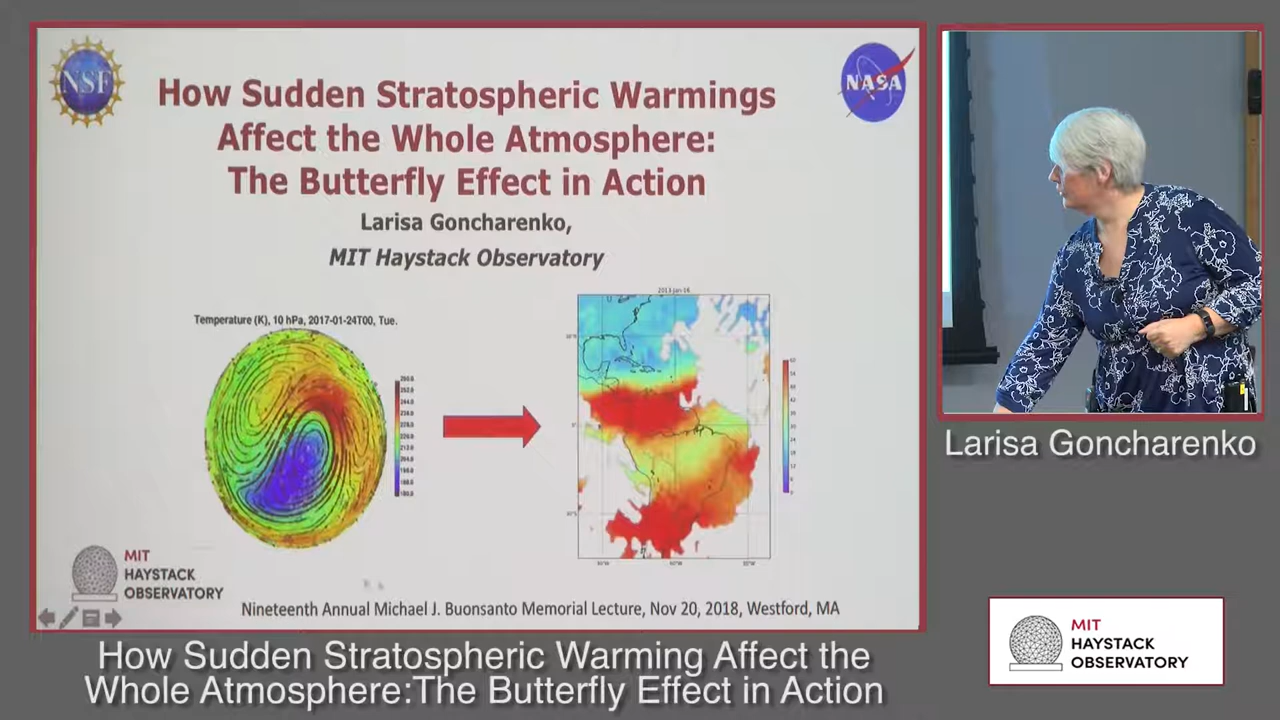 NSF
NASA
How Sudden Stratospheric Warmings
Affect the Whole Atmosphere:
The Butterfly Effect in Action
Larisa Goncharenko,
MIT Haystack Observatory
Temperature (K), 10 hPa, 2017-01-24T00, Tue.
MIT
HAYSTACK
OBSERVATORY
Nineteenth Annual Michael J. Buonsanto Memorial Lecture, Nov 20, 2018, Westford, MA
Larisa Goncharenko
MIT
HAYSTACK
OBSERVATORY
How Sudden Stratospheric Warming Affect the
Whole Atmosphere:The Butterfly Effect in Action